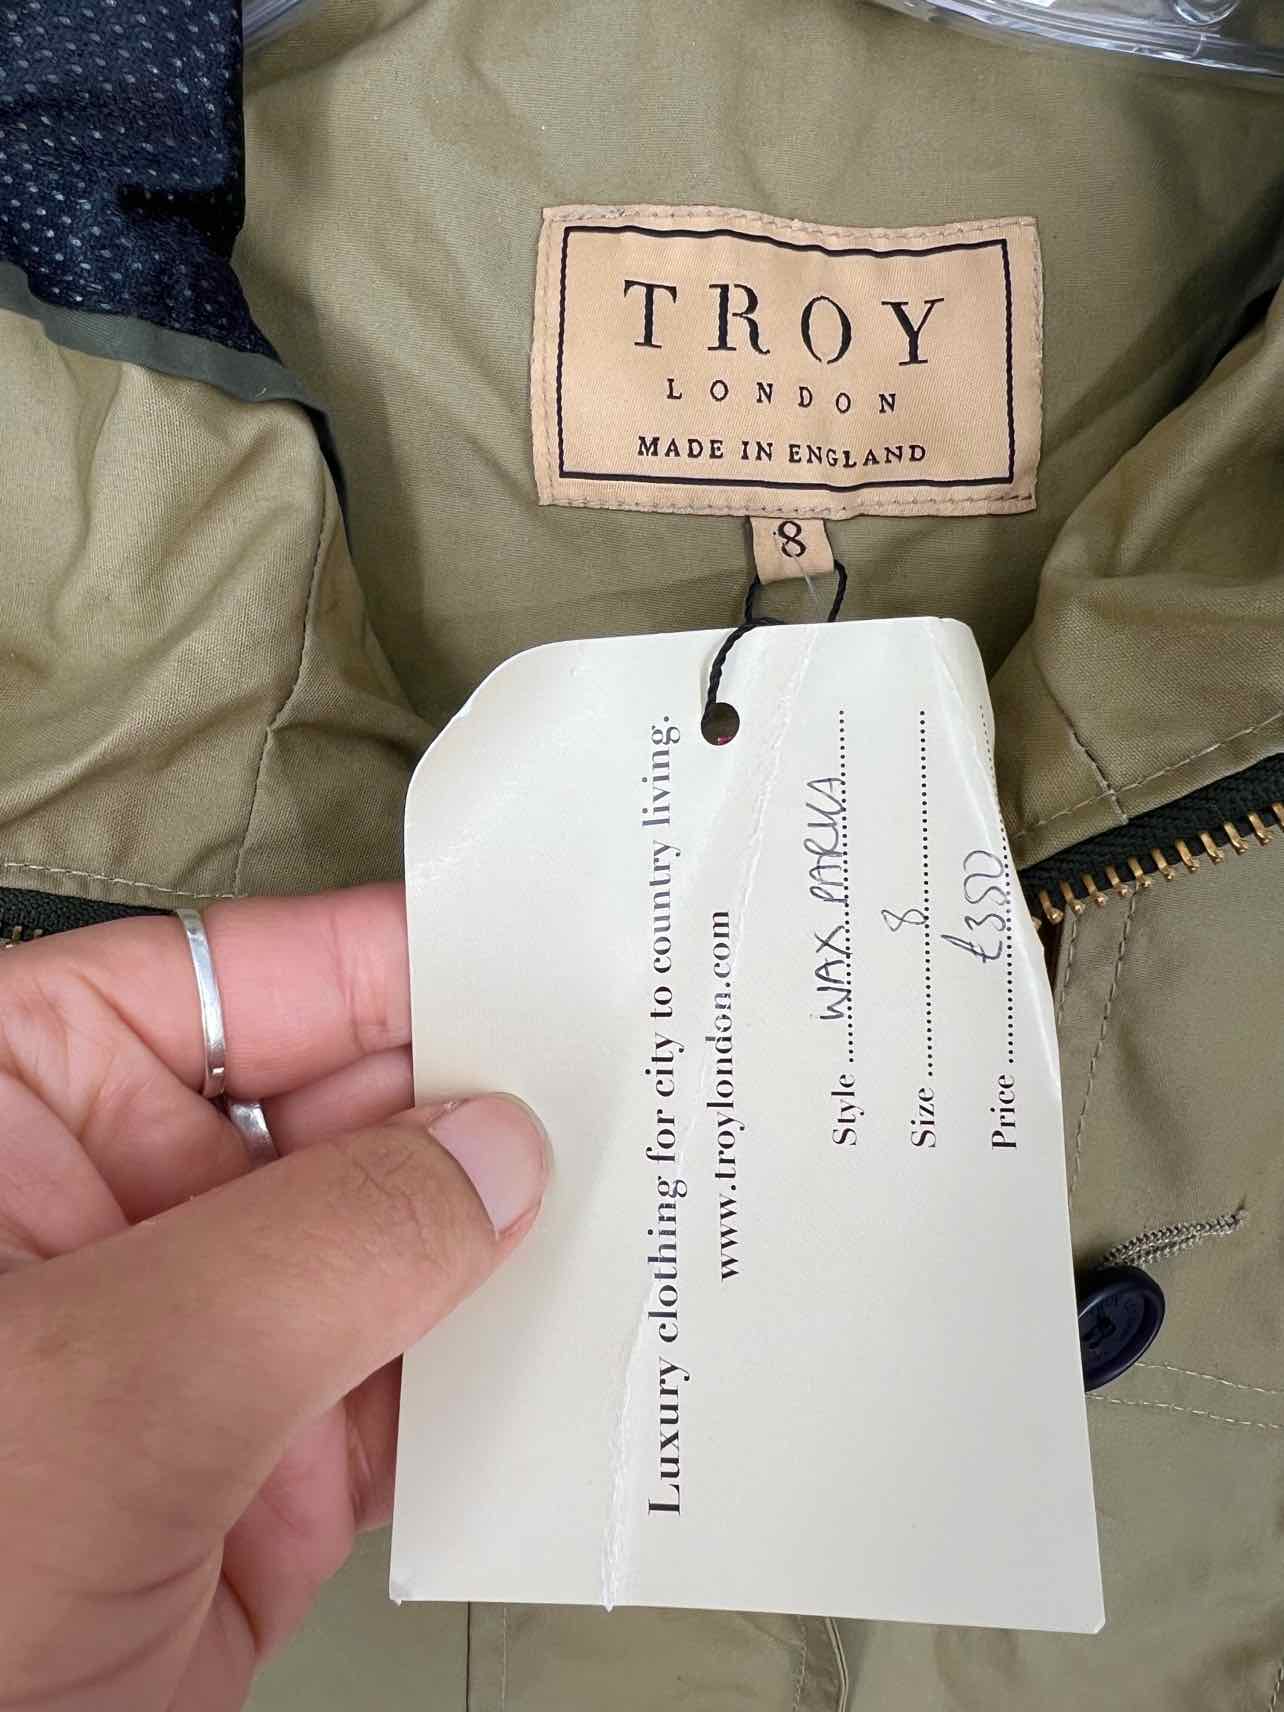 TROY
LONDON
MADE IN ENGLAND
8
Luxury clothing for city to country living.
www.troylondon.com
Style WAX PARKA
Size 8
Price £350